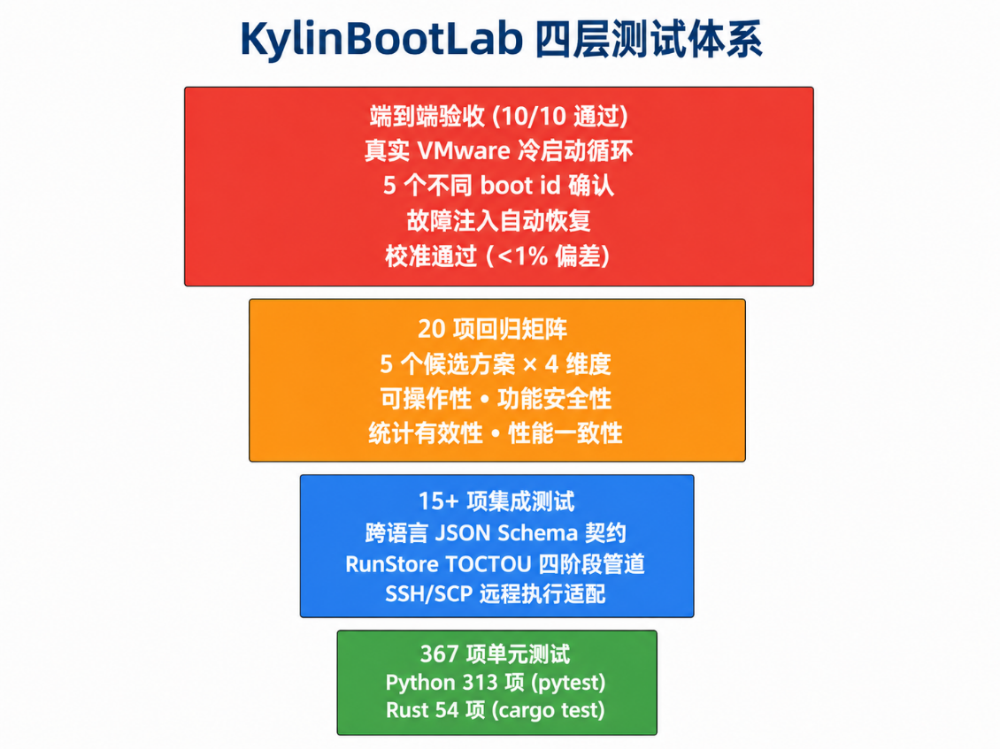 KylinBootLab 四层测试体系
端到端验收 (10/10 通过)
真实 VMware 冷启动循环
5 个不同 boot id 确认
故障注入自动恢复
校准通过 (<1% 偏差)
20 项回归矩阵
5 个候选方案 × 4 维度
可操作性 • 功能安全性
统计有效性 • 性能一致性
15+ 项集成测试
跨语言 JSON Schema 契约
RunStore TOCTOU 四阶段管道
SSH/SCP 远程执行适配
367 项单元测试
Python 313 项 (pytest)
Rust 54 项 (cargo test)